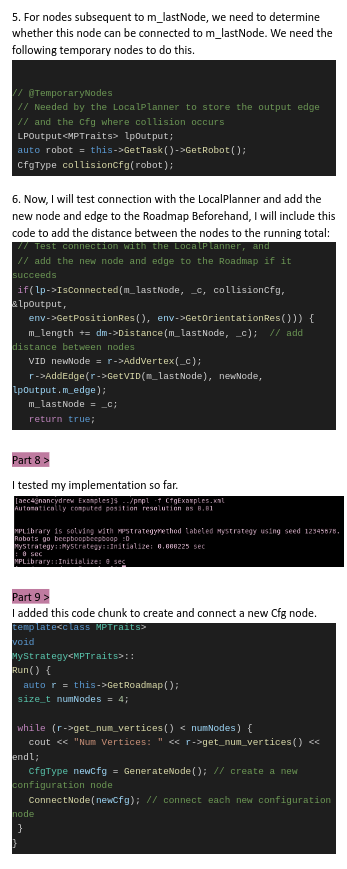 5. For nodes subsequent to m_lastNode, we need to determine
whether this node can be connected to m_lastNode. We need the
following temporary nodes to do this.
// @TemporaryNodes
// Needed by the LocalPlanner to store the output edge
// and the Cfg where collision occurs
LPOutput<MPTraits> lpOutput;
auto robot = this->GetTask()->GetRobot();
CfgType collisionCfg(robot);
6. Now, I will test connection with the LocalPlanner and add the
new node and edge to the Roadmap Beforehand, I will include this
code to add the distance between the nodes to the running total:
// Test connection with the LocalPlanner, and
// add the new node and edge to the Roadmap if it
succeeds
if(lp->IsConnected(m_lastNode, _c, collisionCfg,
&lpOutput,
env->GetPositionRes(), env->GetOrientationRes())) {
m_length += dm->Distance(m_lastNode, _c); // add
distance between nodes
VID newNode = r->AddVertex(_c);
r->AddEdge(r->GetVID(m_lastNode), newNode,
lpOutput.m_edge);
m_lastNode = _c;
return true;
Part 8 >
I tested my implementation so far.
[aec4@nancydrew Examples]$ ../pmpl -f CfgExamples.xml
Automatically computed position resolution as 0.01
MPLibrary is solving with MPStrategyMethod labeled MyStrategy using seed 12345678.
Robots go beepboopbeepboop :D
MyStrategy::MyStrategy::Initialize: 0.000225 sec
: 0 sec
MPLibrary::Initialize: 0 sec
Part 9 >
I added this code chunk to create and connect a new Cfg node.
template<class MPTraits>
void
MyStrategy<MPTraits>::
Run() {
auto r = this->GetRoadmap();
size_t numNodes = 4;
while (r->get_num_vertices() < numNodes) {
cout << "Num Vertices: " << r->get_num_vertices() <<
endl;
CfgType newCfg = GenerateNode(); // create a new
configuration node
ConnectNode(newCfg); // connect each new configuration
node
}
}